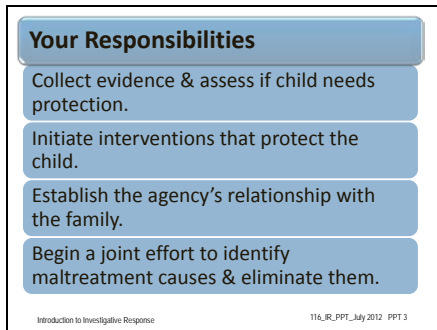 Your Responsibilities
Collect evidence & assess if child needs
protection.
Initiate interventions that protect the
child.
Establish the agency's relationship with
the family.
Begin a joint effort to identify
maltreatment causes & eliminate them.
Introduction to Investigative Response
116_IR_PPT_July 2012 PPT 3